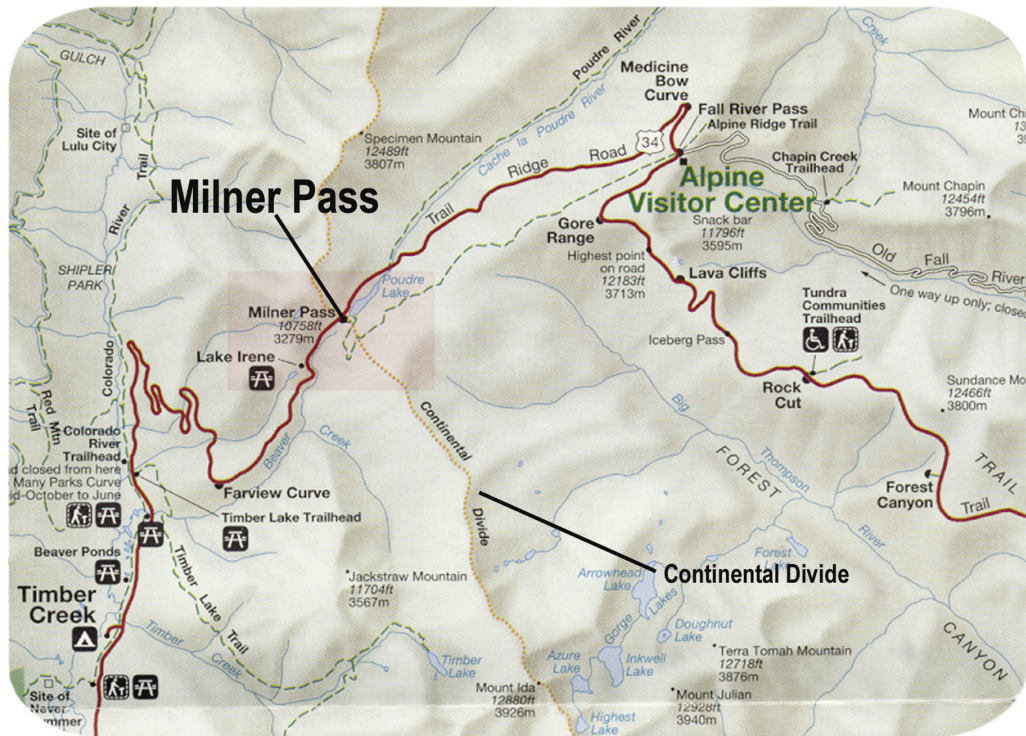 GULCH
Site of
Lulu City
Trail
River
Colorado
SHIPLER
PARK
Red Mtn
Trail
Specimen Mountain
12489ft
3807m
Cache la Poudre River
Poudre River
Creek
Medicine
Bow
Curve
Fall River Pass
Alpine Ridge Trail
34
Trail Ridge Road
Milner Pass
Alpine
Visitor Center
Snack bar
11796ft
3595m
Chapin Creek
Trailhead
Mount Chapin
12454ft
3796m
Mount Ch
13
39
Gore
Range
Highest point
on road
12183ft
3713m
Lava Cliffs
Old Fall River
One way up only; closed
Tundra
Communities
Trailhead
Iceberg Pass
Rock
Cut
Sundance Mo
12466ft
3800m
Poudre
Lake
Milner Pass
10758ft
3279m
Lake Irene
Continental
Divide
Beaver Creek
Big
Thompson
River
FOREST
CANYON
Forest
Canyon
TRAIL
Trail
Colorado
River
Trailhead
ad closed from here
Many Parks Curve
id-October to June
Farview Curve
Timber Lake Trailhead
Beaver Ponds
Timber
Creek
Timber
Lake
Trail
Timber
Creek
Jackstraw Mountain
11704ft
3567m
Continental Divide
Forest
Lake
Arrowhead
Lake
Gorge Lakes
Doughnut
Lake
Azure
Lake
Inkwell
Lake
Terra Tomah Mountain
12718ft
3876m
Timber
Lake
Mount Ida
12880ft
3926m
Mount Julian
12928ft
3940m
Highest
Lake
Site of
Never
ummer